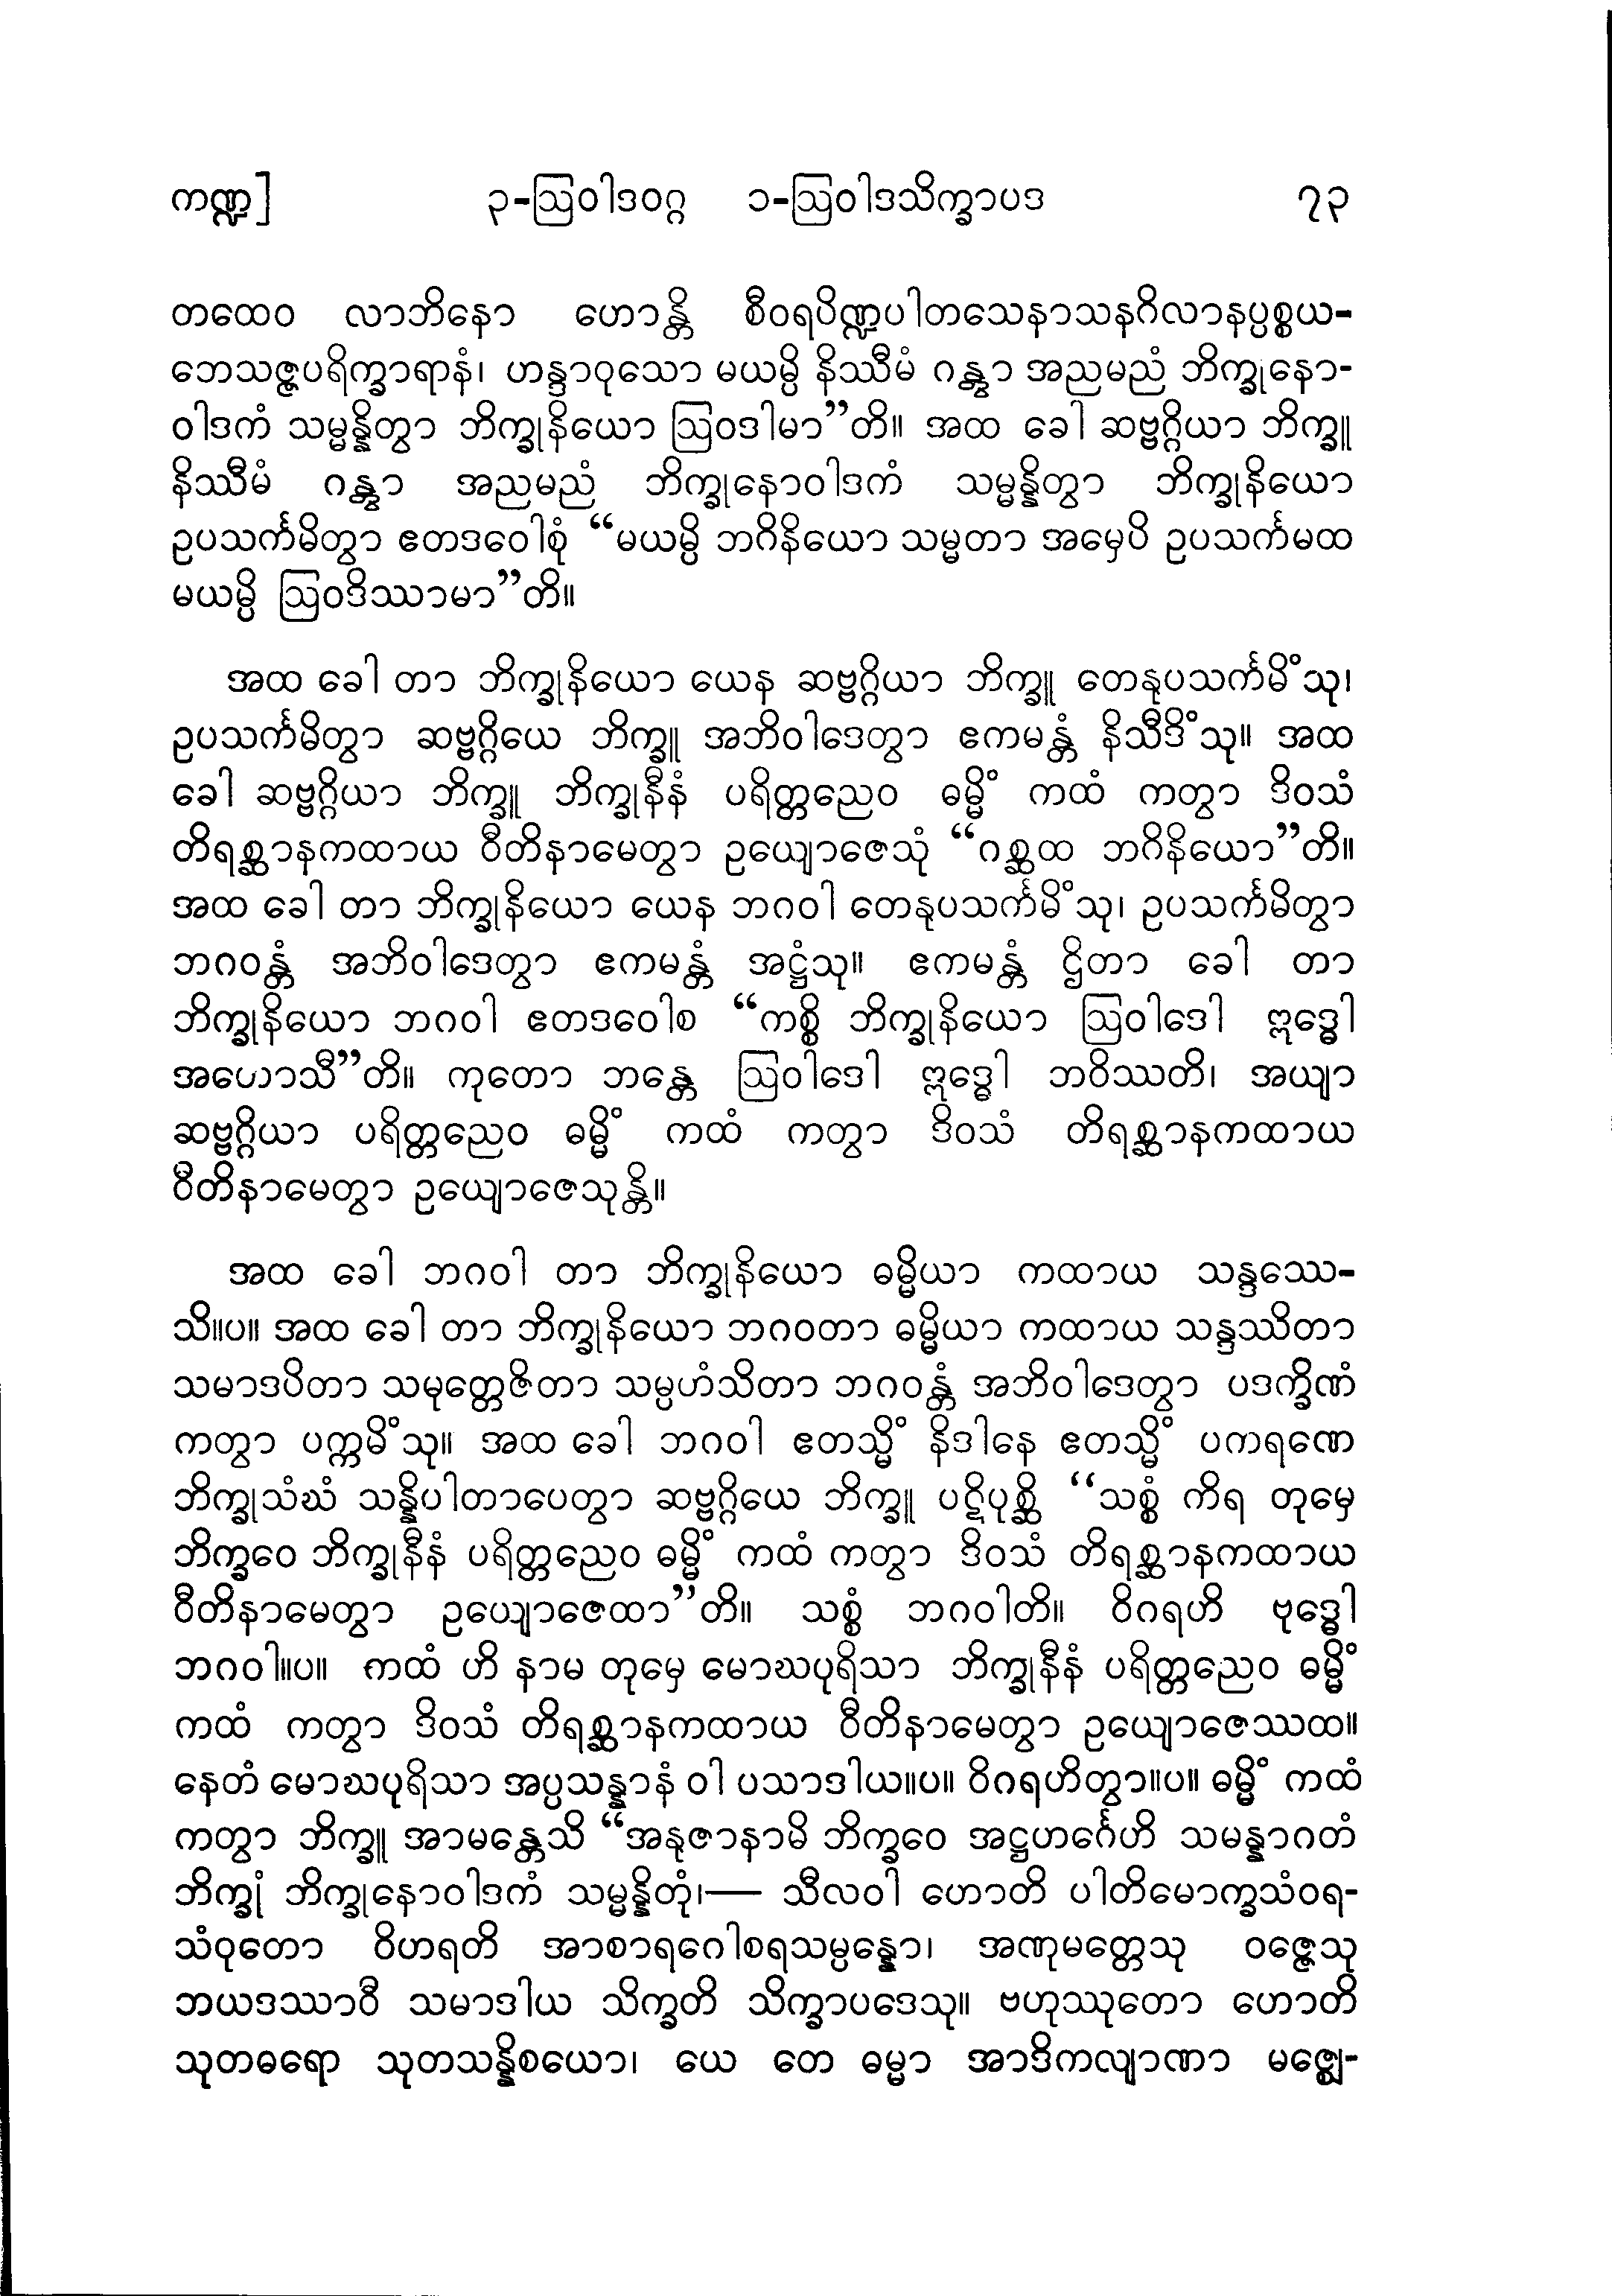 ကဏ္ဍ] ၃-ဩဝါဒဝဂ္ဂ ၁-ဩဝါဒသိက္ခာပဒ ၇၃
တထေဝ လာဘိနော ဟောန္တိ စီဝရပိဏ္ဍပါတသေနာသနဂိလာနပ္ပစ္စယ-
ဘေသဇ္ဇပရိက္ခာရာနံ၊ ဟန္ဒာဝုသော မယမ္ပိ နိဿီမံ ဂန္တွာ အညမညံ ဘိက္ခုနော-
ဝါဒကံ သမ္မန္နိတွာ ဘိက္ခုနိယော ဩဝဒါမာ”တိ။ အထ ခေါ ဆဗ္ဗဂ္ဂိယာ ဘိက္ခူ
နိဿီမံ ဂန္တွာ အညမညံ ဘိက္ခုနောဝါဒကံ သမ္မန္နိတွာ ဘိက္ခုနိယော
ဥပသင်္ကမိတွာ ဧတဒဝေါစုံ “မယမ္ပိ ဘဂိနိယော သမ္မတာ အမှေပိ ဥပသင်္ကမထ
မယမ္ပိ ဩဝဒိဿာမာ”တိ။
အထ ခေါ တာ ဘိက္ခုနိယော ယေန ဆဗ္ဗဂ္ဂိယာ ဘိက္ခူ တေနုပသင်္ကမိံသု၊
ဥပသင်္ကမိတွာ ဆဗ္ဗဂ္ဂိယေ ဘိက္ခူ အဘိဝါဒေတွာ ဧကမန္တံ နိသီဒိံသု။ အထ
ခေါ ဆဗ္ဗဂ္ဂိယာ ဘိက္ခူ ဘိက္ခုနီနံ ပရိတ္တညေဝ ဓမ္မိံ ကထံ ကတွာ ဒိဝသံ
တိရစ္ဆာနကထာယ ဝီတိနာမေတွာ ဥယျောဇေသုံ “ဂစ္ဆထ ဘဂိနိယော”တိ။
အထ ခေါ တာ ဘိက္ခုနိယော ယေန ဘဂဝါ တေနုပသင်္ကမိံသု၊ ဥပသင်္ကမိတွာ
ဘဂဝန္တံ အဘိဝါဒေတွာ ဧကမန္တံ အဋ္ဌံသု။ ဧကမန္တံ ဌိတာ ခေါ တာ
ဘိက္ခုနိယော ဘဂဝါ ဧတဒဝေါစ “ကစ္စိ ဘိက္ခုနိယော ဩဝါဒေါ ဣဒ္ဓေါ
အဟောသီ”တိ။ ကုတော ဘန္တေ ဩဝါဒေါ ဣဒ္ဓေါ ဘဝိဿတိ၊ အယျာ
ဆဗ္ဗဂ္ဂိယာ ပရိတ္တညေဝ ဓမ္မိံ ကထံ ကတွာ ဒိဝသံ တိရစ္ဆာနကထာယ
ဝီတိနာမေတွာ ဥယျောဇေသုန္တိ။
အထ ခေါ ဘဂဝါ တာ ဘိက္ခုနိယော ဓမ္မိယာ ကထာယ သန္ဒဿေ-
သိ။ပ။ အထ ခေါ တာ ဘိက္ခုနိယော ဘဂဝတာ ဓမ္မိယာ ကထာယ သန္ဒဿိတာ
သမာဒပိတာ သမုတ္တေဇိတာ သမ္ပဟံသိတာ ဘဂဝန္တံ အဘိဝါဒေတွာ ပဒက္ခိဏံ
ကတွာ ပက္ကမိံသု။ အထ ခေါ ဘဂဝါ ဧတသ္မိံ နိဒါနေ ဧတသ္မိံ ပကရဏေ
ဘိက္ခုသံဃံ သန္နိပါတာပေတွာ ဆဗ္ဗဂ္ဂိယေ ဘိက္ခူ ပဋိပုစ္ဆိ “သစ္စံ ကိရ တုမှေ
ဘိက္ခဝေ ဘိက္ခုနီနံ ပရိတ္တညေဝ ဓမ္မိံ ကထံ ကတွာ ဒိဝသံ တိရစ္ဆာနကထာယ
ဝီတိနာမေတွာ ဥယျောဇေထာ”တိ။ သစ္စံ ဘဂဝါတိ။ ဝိဂရဟိ ဗုဒ္ဓေါ
ဘဂဝါ။ပ။ ကထံ ဟိ နာမ တုမှေ မောဃပုရိသာ ဘိက္ခုနီနံ ပရိတ္တညေဝ ဓမ္မိံ
ကထံ ကတွာ ဒိဝသံ တိရစ္ဆာနကထာယ ဝီတိနာမေတွာ ဥယျောဇေဿထ။
နေတံ မောဃပုရိသာ အပ္ပသန္နာနံ ဝါ ပသာဒါယ။ပ။ ဝိဂရဟိတွာ။ပ။ ဓမ္မိံ ကထံ
ကတွာ ဘိက္ခူ အာမန္တေသိ “အနုဇာနာမိ ဘိက္ခဝေ အဋ္ဌဟင်္ဂေဟိ သမန္နာဂတံ
ဘိက္ခုံ ဘိက္ခုနောဝါဒကံ သမ္မန္နိတုံ၊— သီလဝါ ဟောတိ ပါတိမောက္ခသံဝရ-
သံဝုတော ဝိဟရတိ အာစာရဂေါစရသမ္ပန္နော၊ အဏုမတ္တေသု ဝဇ္ဇေသု
ဘယဒဿာဝီ သမာဒါယ သိက္ခတိ သိက္ခာပဒေသု။ ဗဟုဿုတော ဟောတိ
သုတဓရော သုတသန္နိစယော၊ ယေ တေ ဓမ္မာ အာဒိကလျာဏာ မဇ္ဈေ-